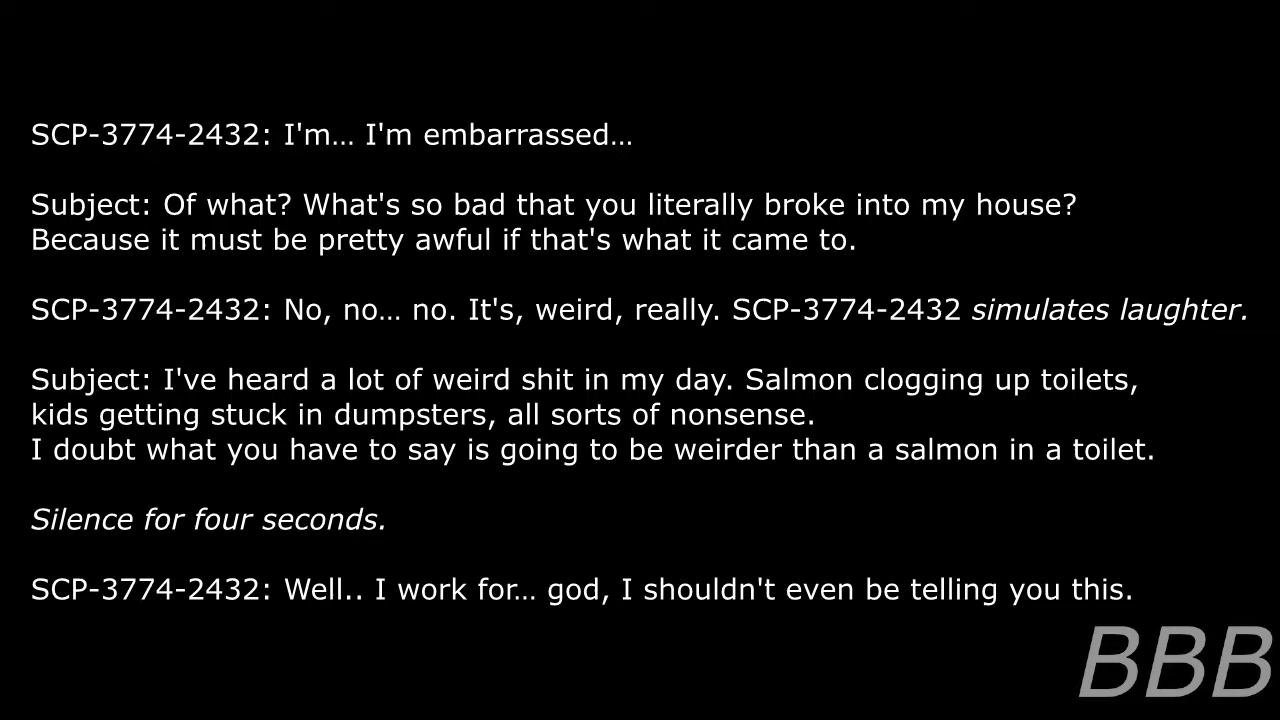 SCP-3774-2432: I'm… I'm embarrassed…
Subject: Of what? What's so bad that you literally broke into my house?
Because it must be pretty awful if that's what it came to.
SCP-3774-2432: No, no… no. It's, weird, really. SCP-3774-2432 simulates laughter.
Subject: I've heard a lot of weird shit in my day. Salmon clogging up toilets,
kids getting stuck in dumpsters, all sorts of nonsense.
I doubt what you have to say is going to be weirder than a salmon in a toilet.
Silence for four seconds.
SCP-3774-2432: Well.. I work for… god, I shouldn't even be telling you this.
BBB